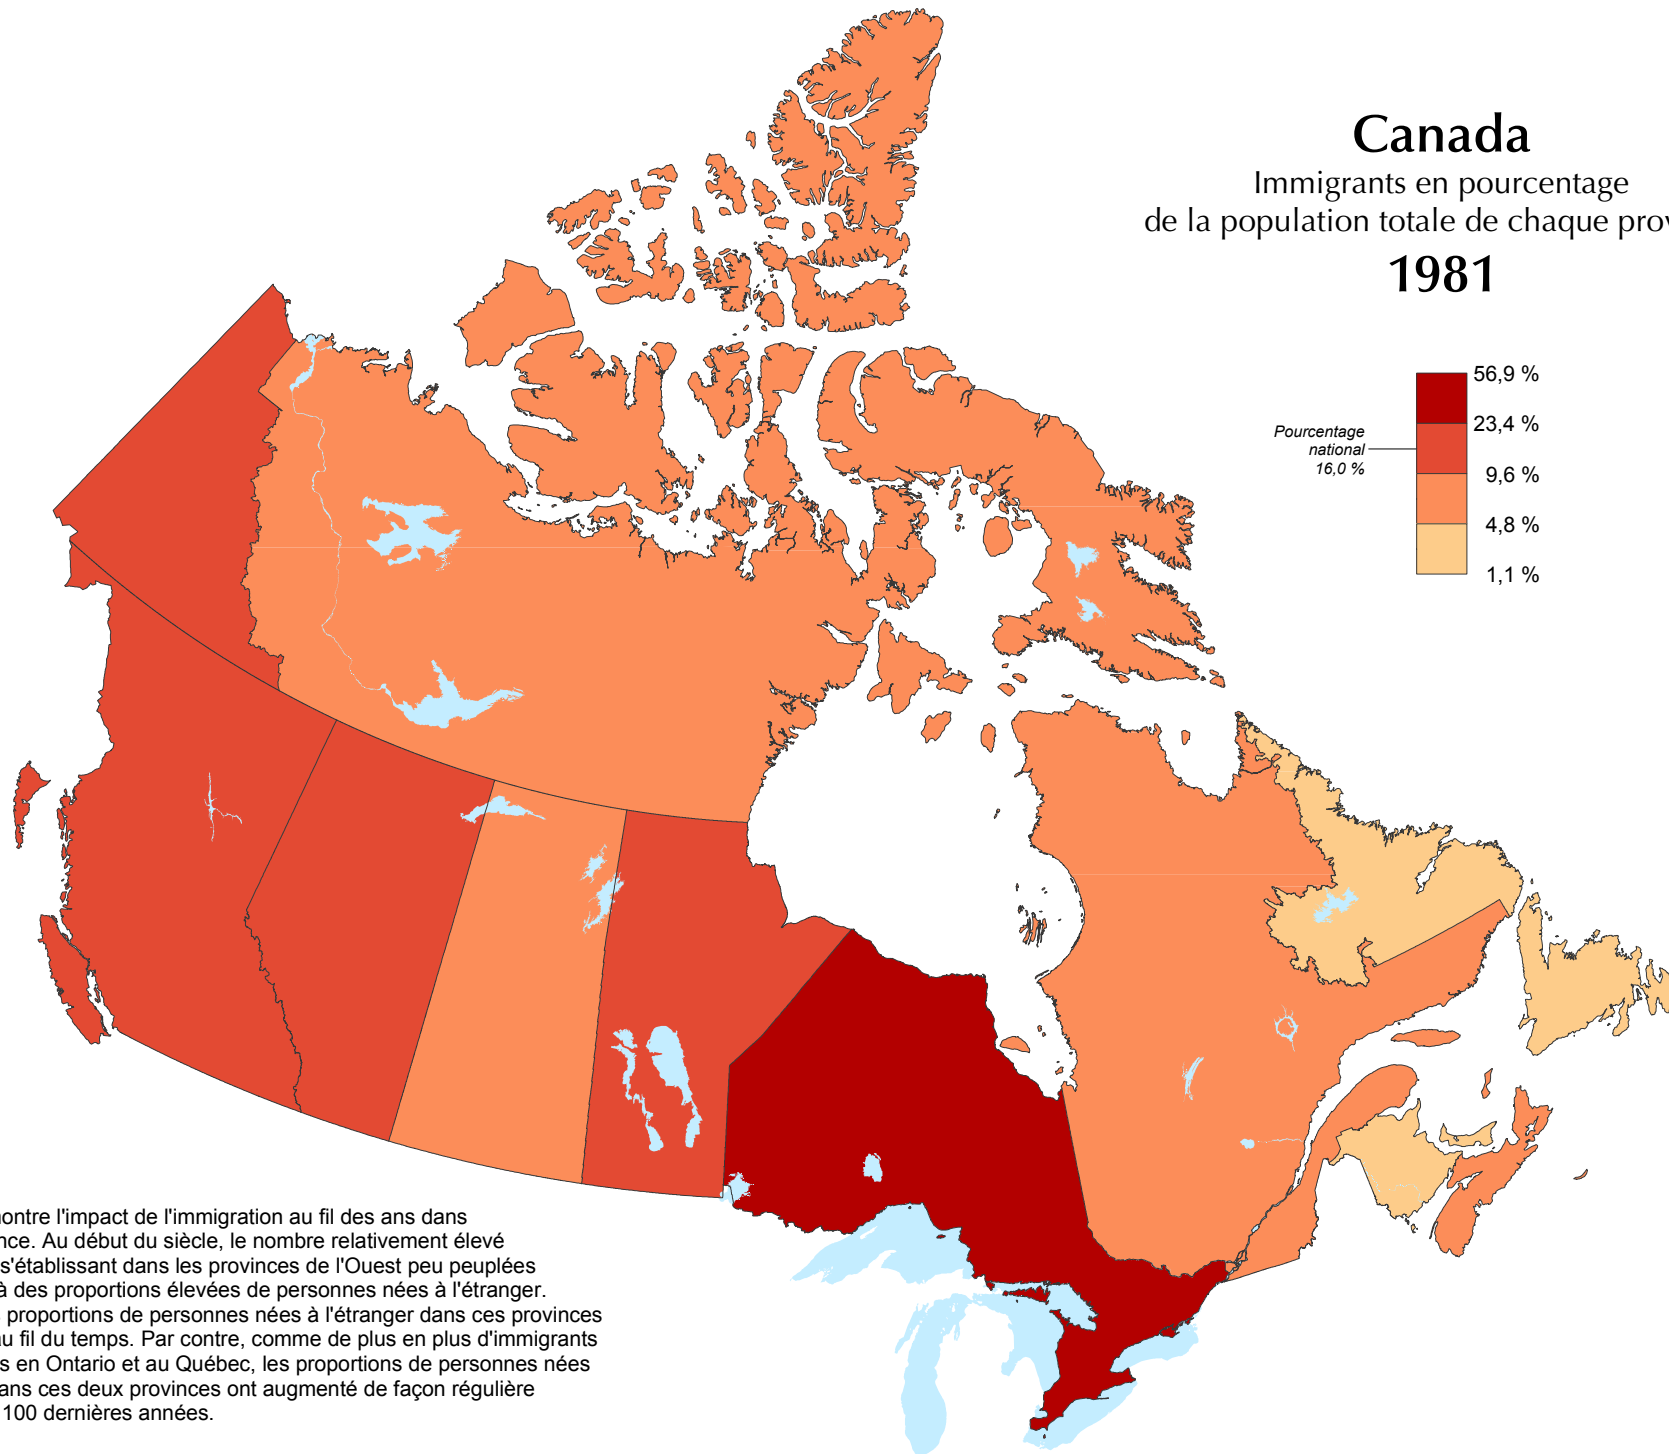 Canada
Immigrants en pourcentage
de la population totale de chaque
1981
56,9 %
23,4 %
9,6 %
4,8 %
1,1 %
Pourcentage
national
16,0 %
l'impact de l'immigration au fil des ans dans
Au début du siècle, le nombre relativement élevé
s'établissant dans les provinces de l'Ouest peu peuplées
à des proportions élevées de personnes nées à l'étranger.
proportions de personnes nées à l'étranger dans ces provinces
au fil du temps. Par contre, comme de plus en plus d'immigrants
en Ontario et au Québec, les proportions de personnes nées
ces deux provinces ont augmenté de façon régulière
100 dernières années.